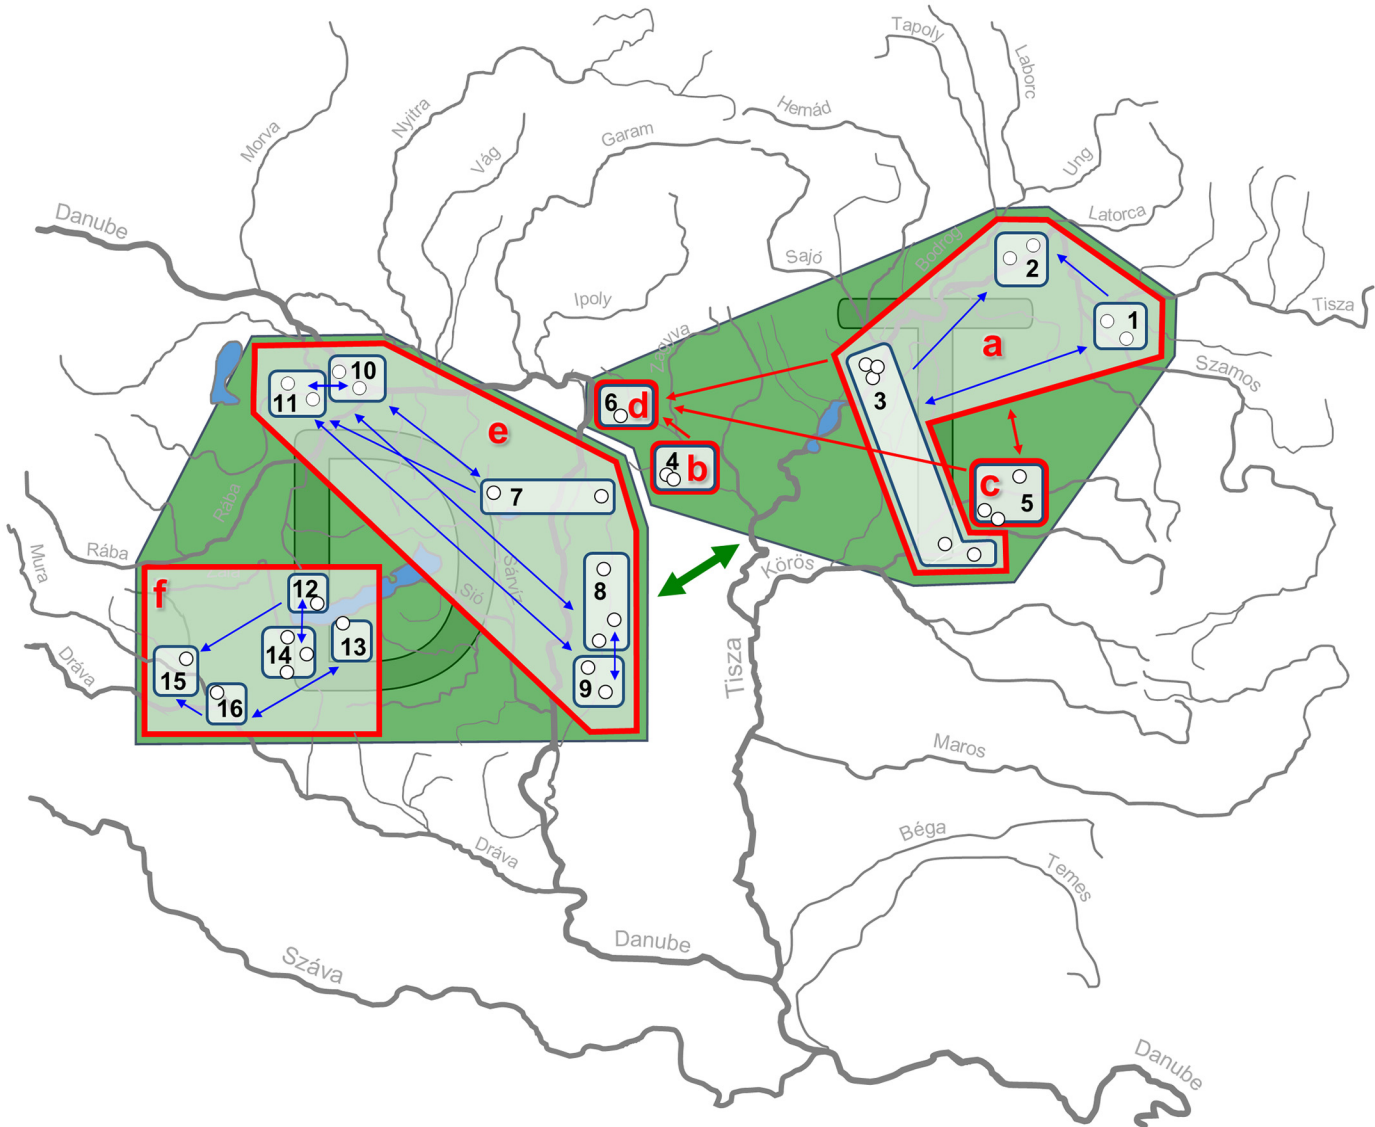 Tapoly
Laborc
Hernád
Nyitra
Morva
Garam
Vág
Ung
Danube
Latorca
Bodrog
Sajó
2
Ipoly
Tisza
1
Zagyva
a
10
3
Szamos
11
6 d
e
4 b
c
7
5
Rába
Rába
Mura
Körös
Sárvíz
f
12
Sió
8
13
14
Dráva
15
Tisza
9
16
Maros
Béga
Dráva
Temes
Danube
Száva
Danube
T
D